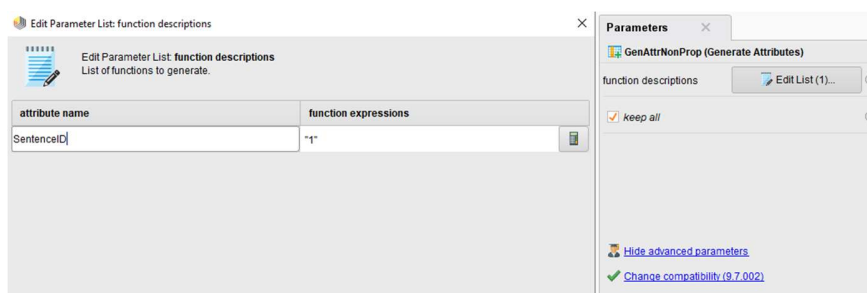 Edit Parameter List: function descriptions
Edit Parameter List: function descriptions
List of functions to generate.
attribute name
function expressions
SentenceID
"1"
Parameters
GenAttrNonProp (Generate Attributes)
function descriptions
Edit List (1)...
keep all
Hide advanced parameters
Change compatibility (9.7.002)